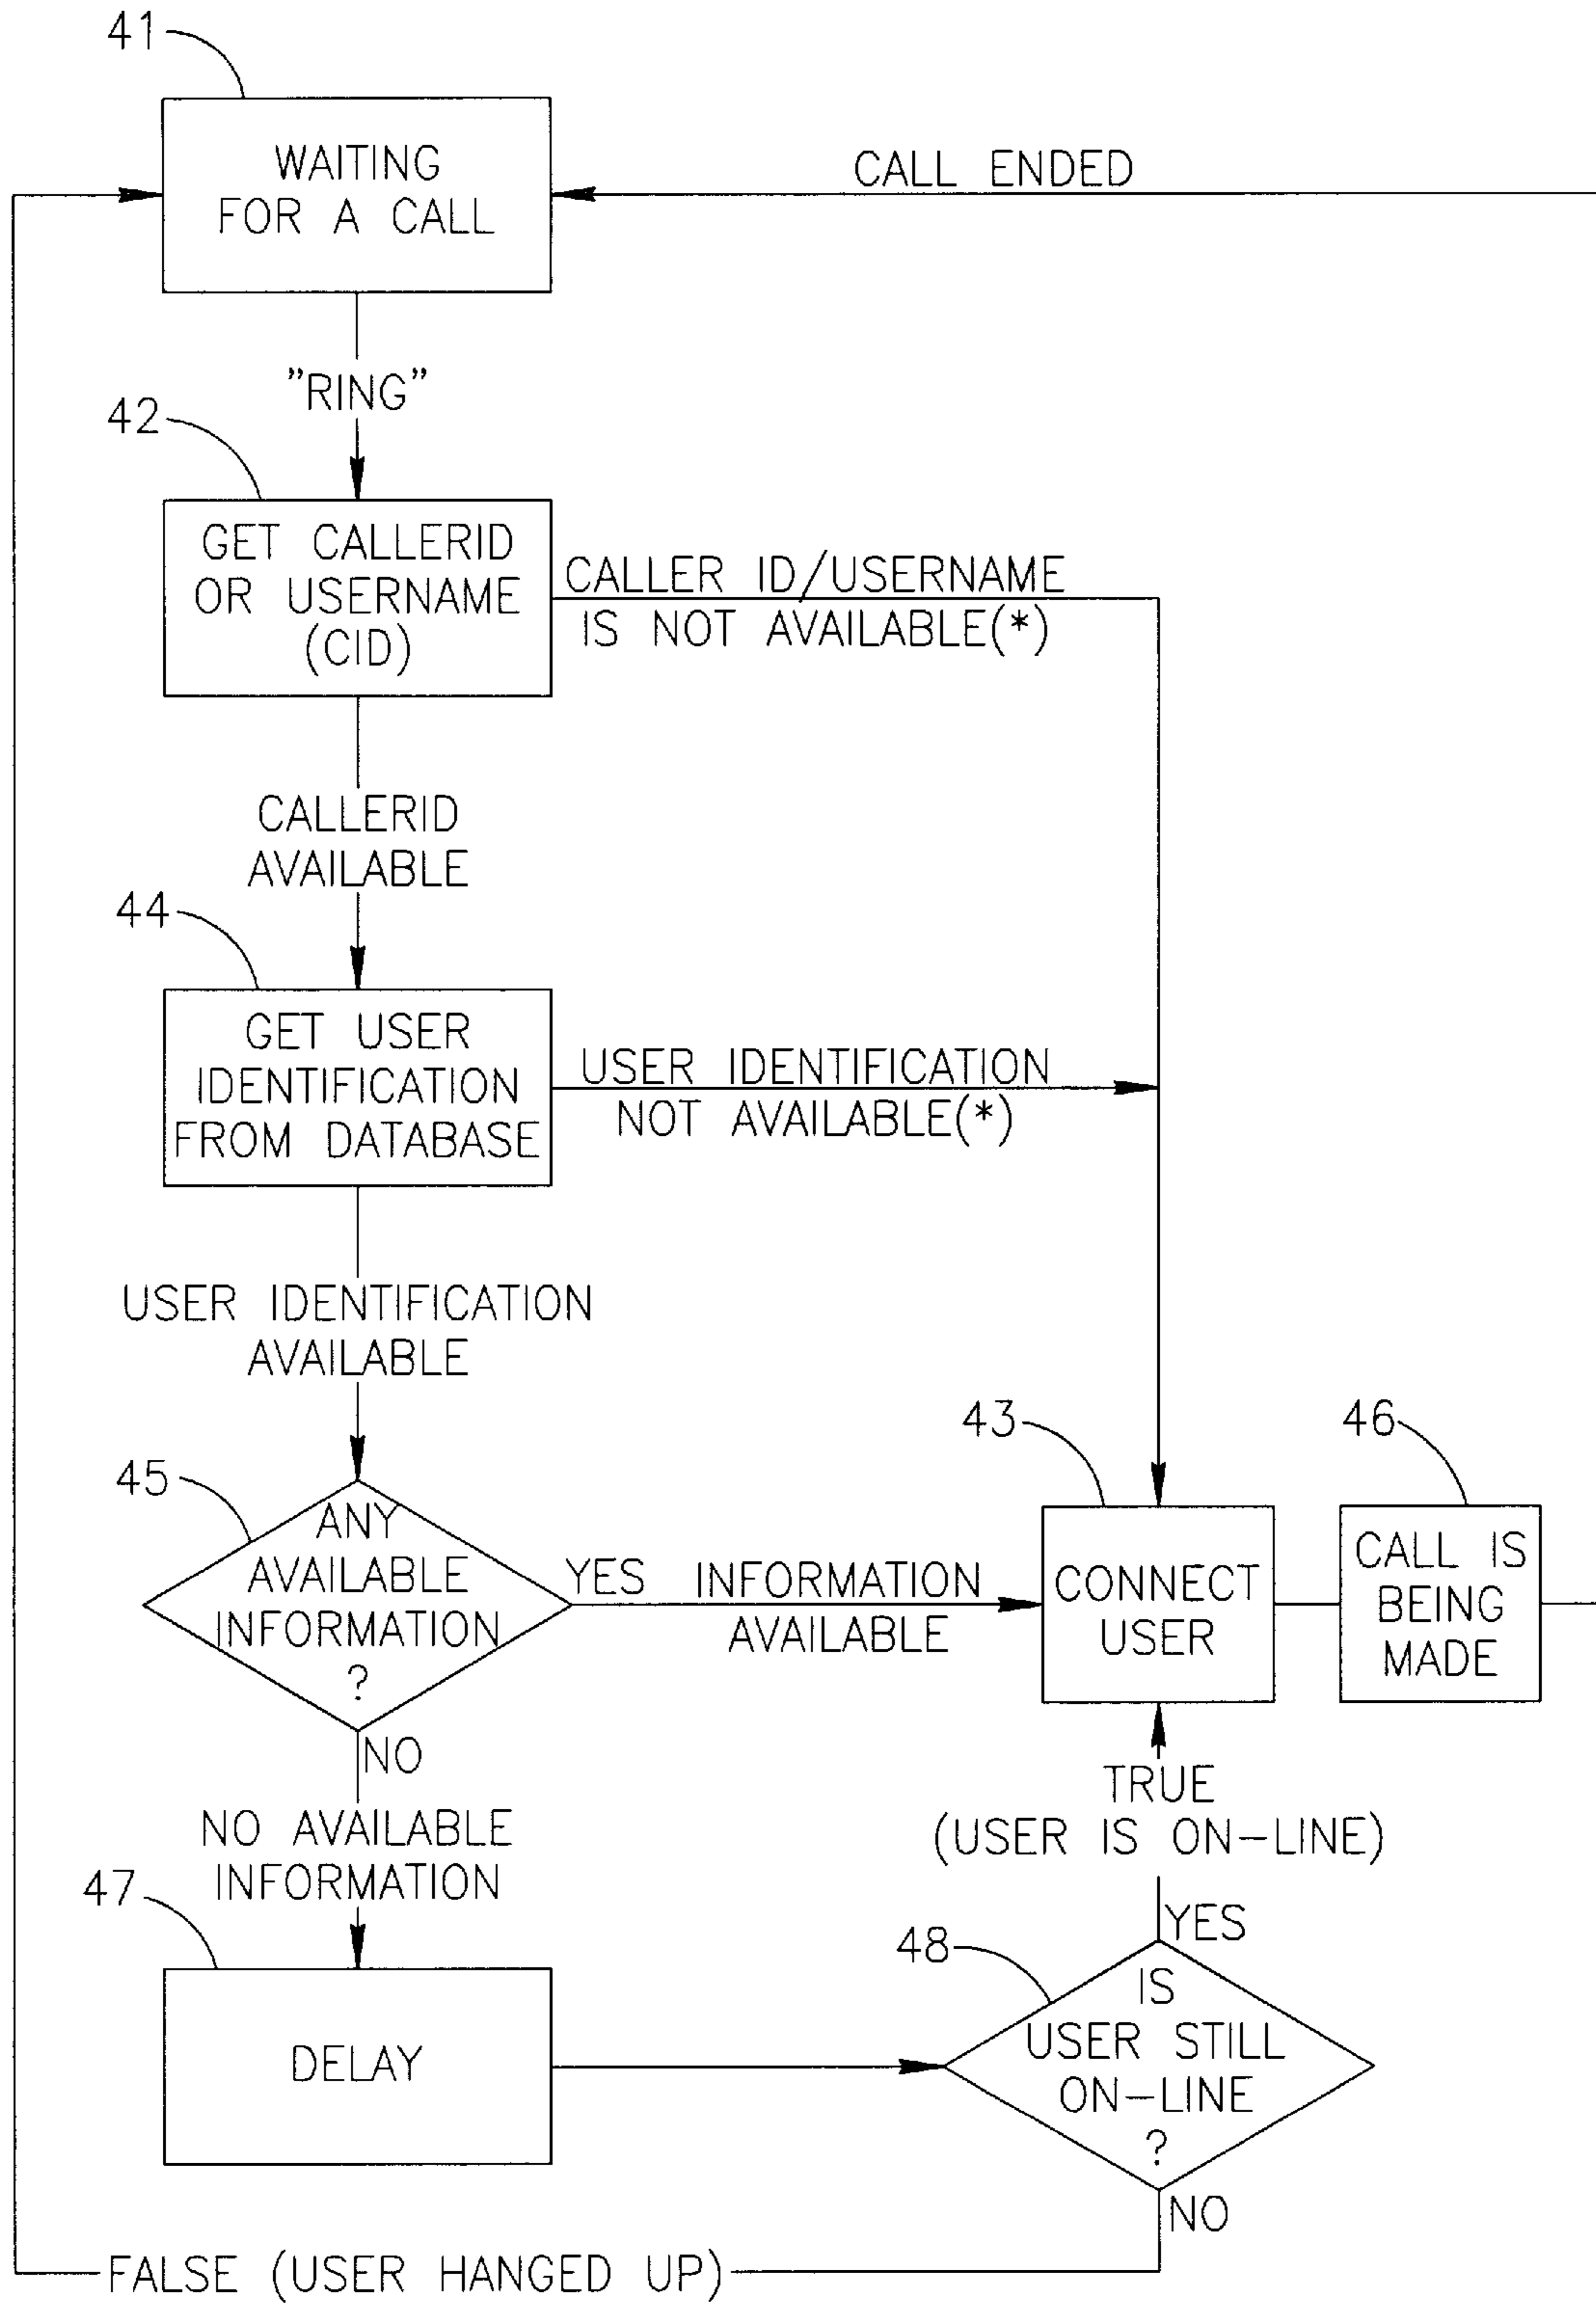 41
WAITING
FOR A CALL
CALL ENDED
"RING"
42
GET CALLERID
OR USERNAME
(CID)
CALLER ID/USERNAME
IS NOT AVAILABLE(*)
CALLERID
AVAILABLE
44
GET USER
IDENTIFICATION
FROM DATABASE
USER IDENTIFICATION
NOT AVAILABLE(*)
USER IDENTIFICATION
AVAILABLE
45
ANY
AVAILABLE
INFORMATION
?
YES INFORMATION
AVAILABLE
43
CONNECT
USER
46
CALL IS
BEING
MADE
NO
NO AVAILABLE
INFORMATION
TRUE
(USER IS ON-LINE)
YES
47
DELAY
48
IS
USER STILL
ON-LINE
?
NO
FALSE (USER HANGED UP)